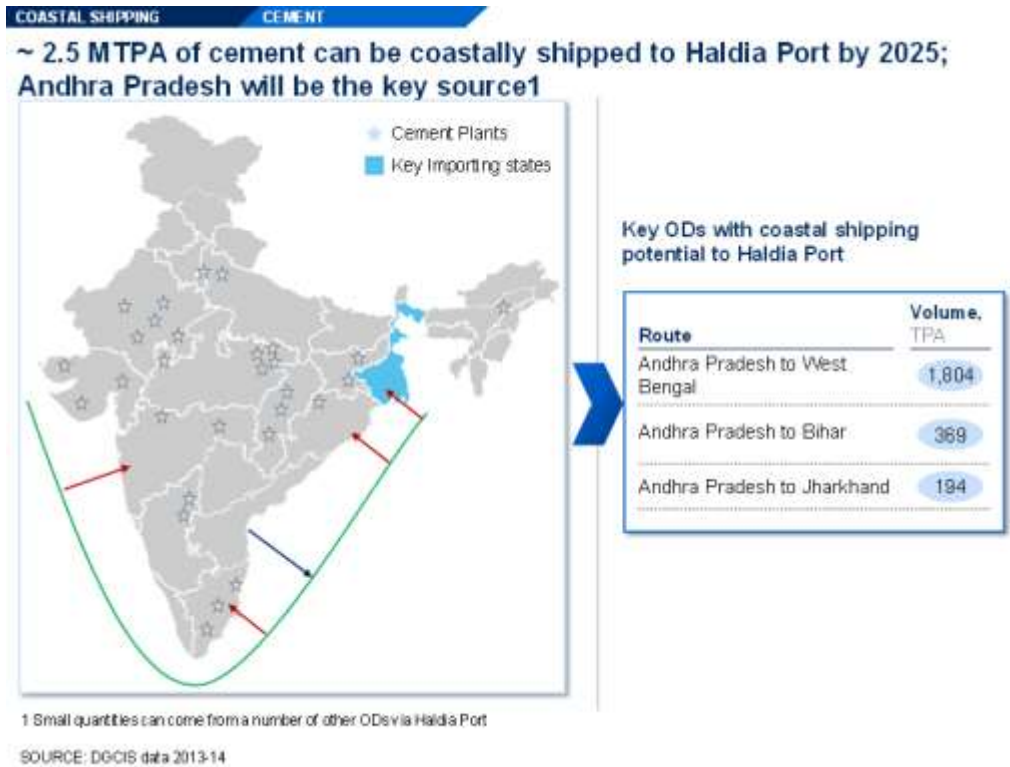 COASTAL SHIPPING
CEMENT
~ 2.5 MTPA of cement can be coastally shipped to Haldia Port by 2025;
Andhra Pradesh will be the key source1
Cement Plants
Key Importing states
Key ODs with coastal shipping
potential to Haldia Port
Route
Volume,
TPA
Andhra Pradesh to West
Bengal
1,804
Andhra Pradesh to Bihar
369
Andhra Pradesh to Jharkhand
194
1 Small quantities can come from a number of other ODs via Haldia Port
SOURCE: DGCIS data 2013-14